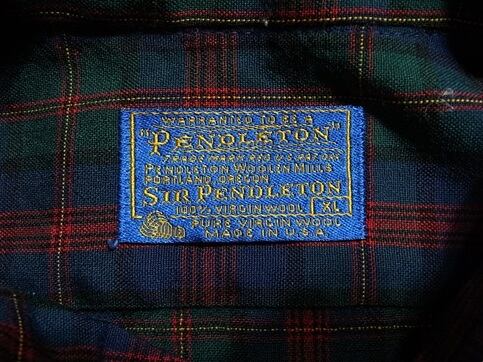 WARRANTED TO BE A
"PENDLETON"
TRADE MARK REG. U.S. PAT. OFF.
PENDLETON WOOLEN MILLS
PORTLAND, OREGON
SIR PENDLETON
100% VIRGIN WOOL XL
PURE VIRGIN WOOL
MADE IN U.S.A.